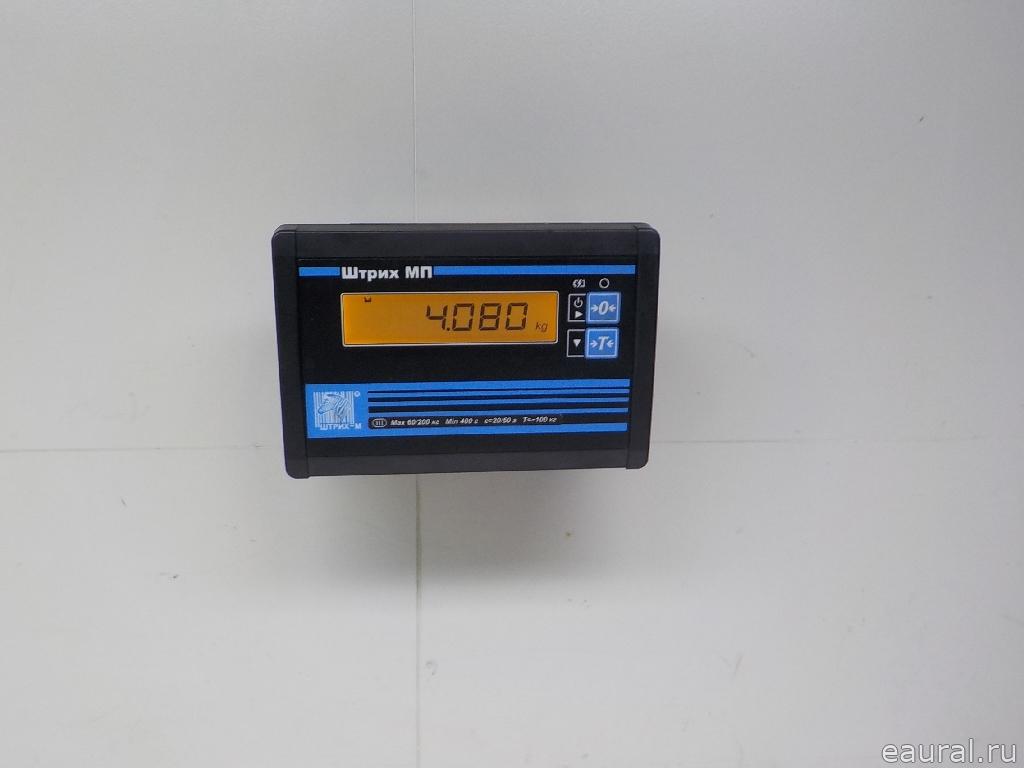 Штрих МП
4.080 kg
→0←
→T←
ШТРИХ-М
III Max 60/200 кг Min 400 г e=20/50 г T=-100 кг
eaural.ru